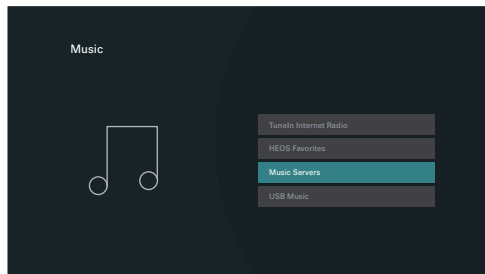 Music
TuneIn Internet Radio
HEOS Favorites
Music Servers
USB Music